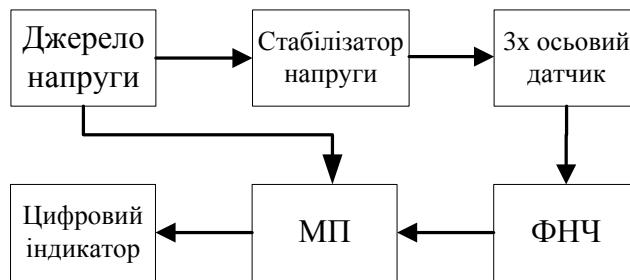 Джерело
напруги
Стабілізатор
напруги
3х осьовий
датчик
Цифровий
індикатор
МП
ФНЧ